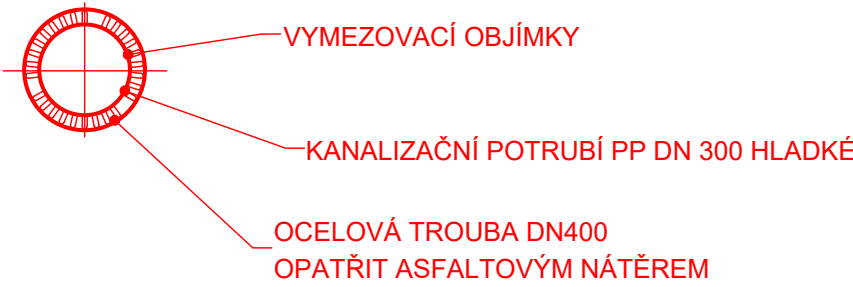 VYMEZOVACÍ OBJÍMKY
KANALIZAČNÍ POTRUBÍ PP DN 300 HLADKÉ
OCELOVÁ TROUBA DN400
OPATŘIT ASFALTOVÝM NÁTĚREM